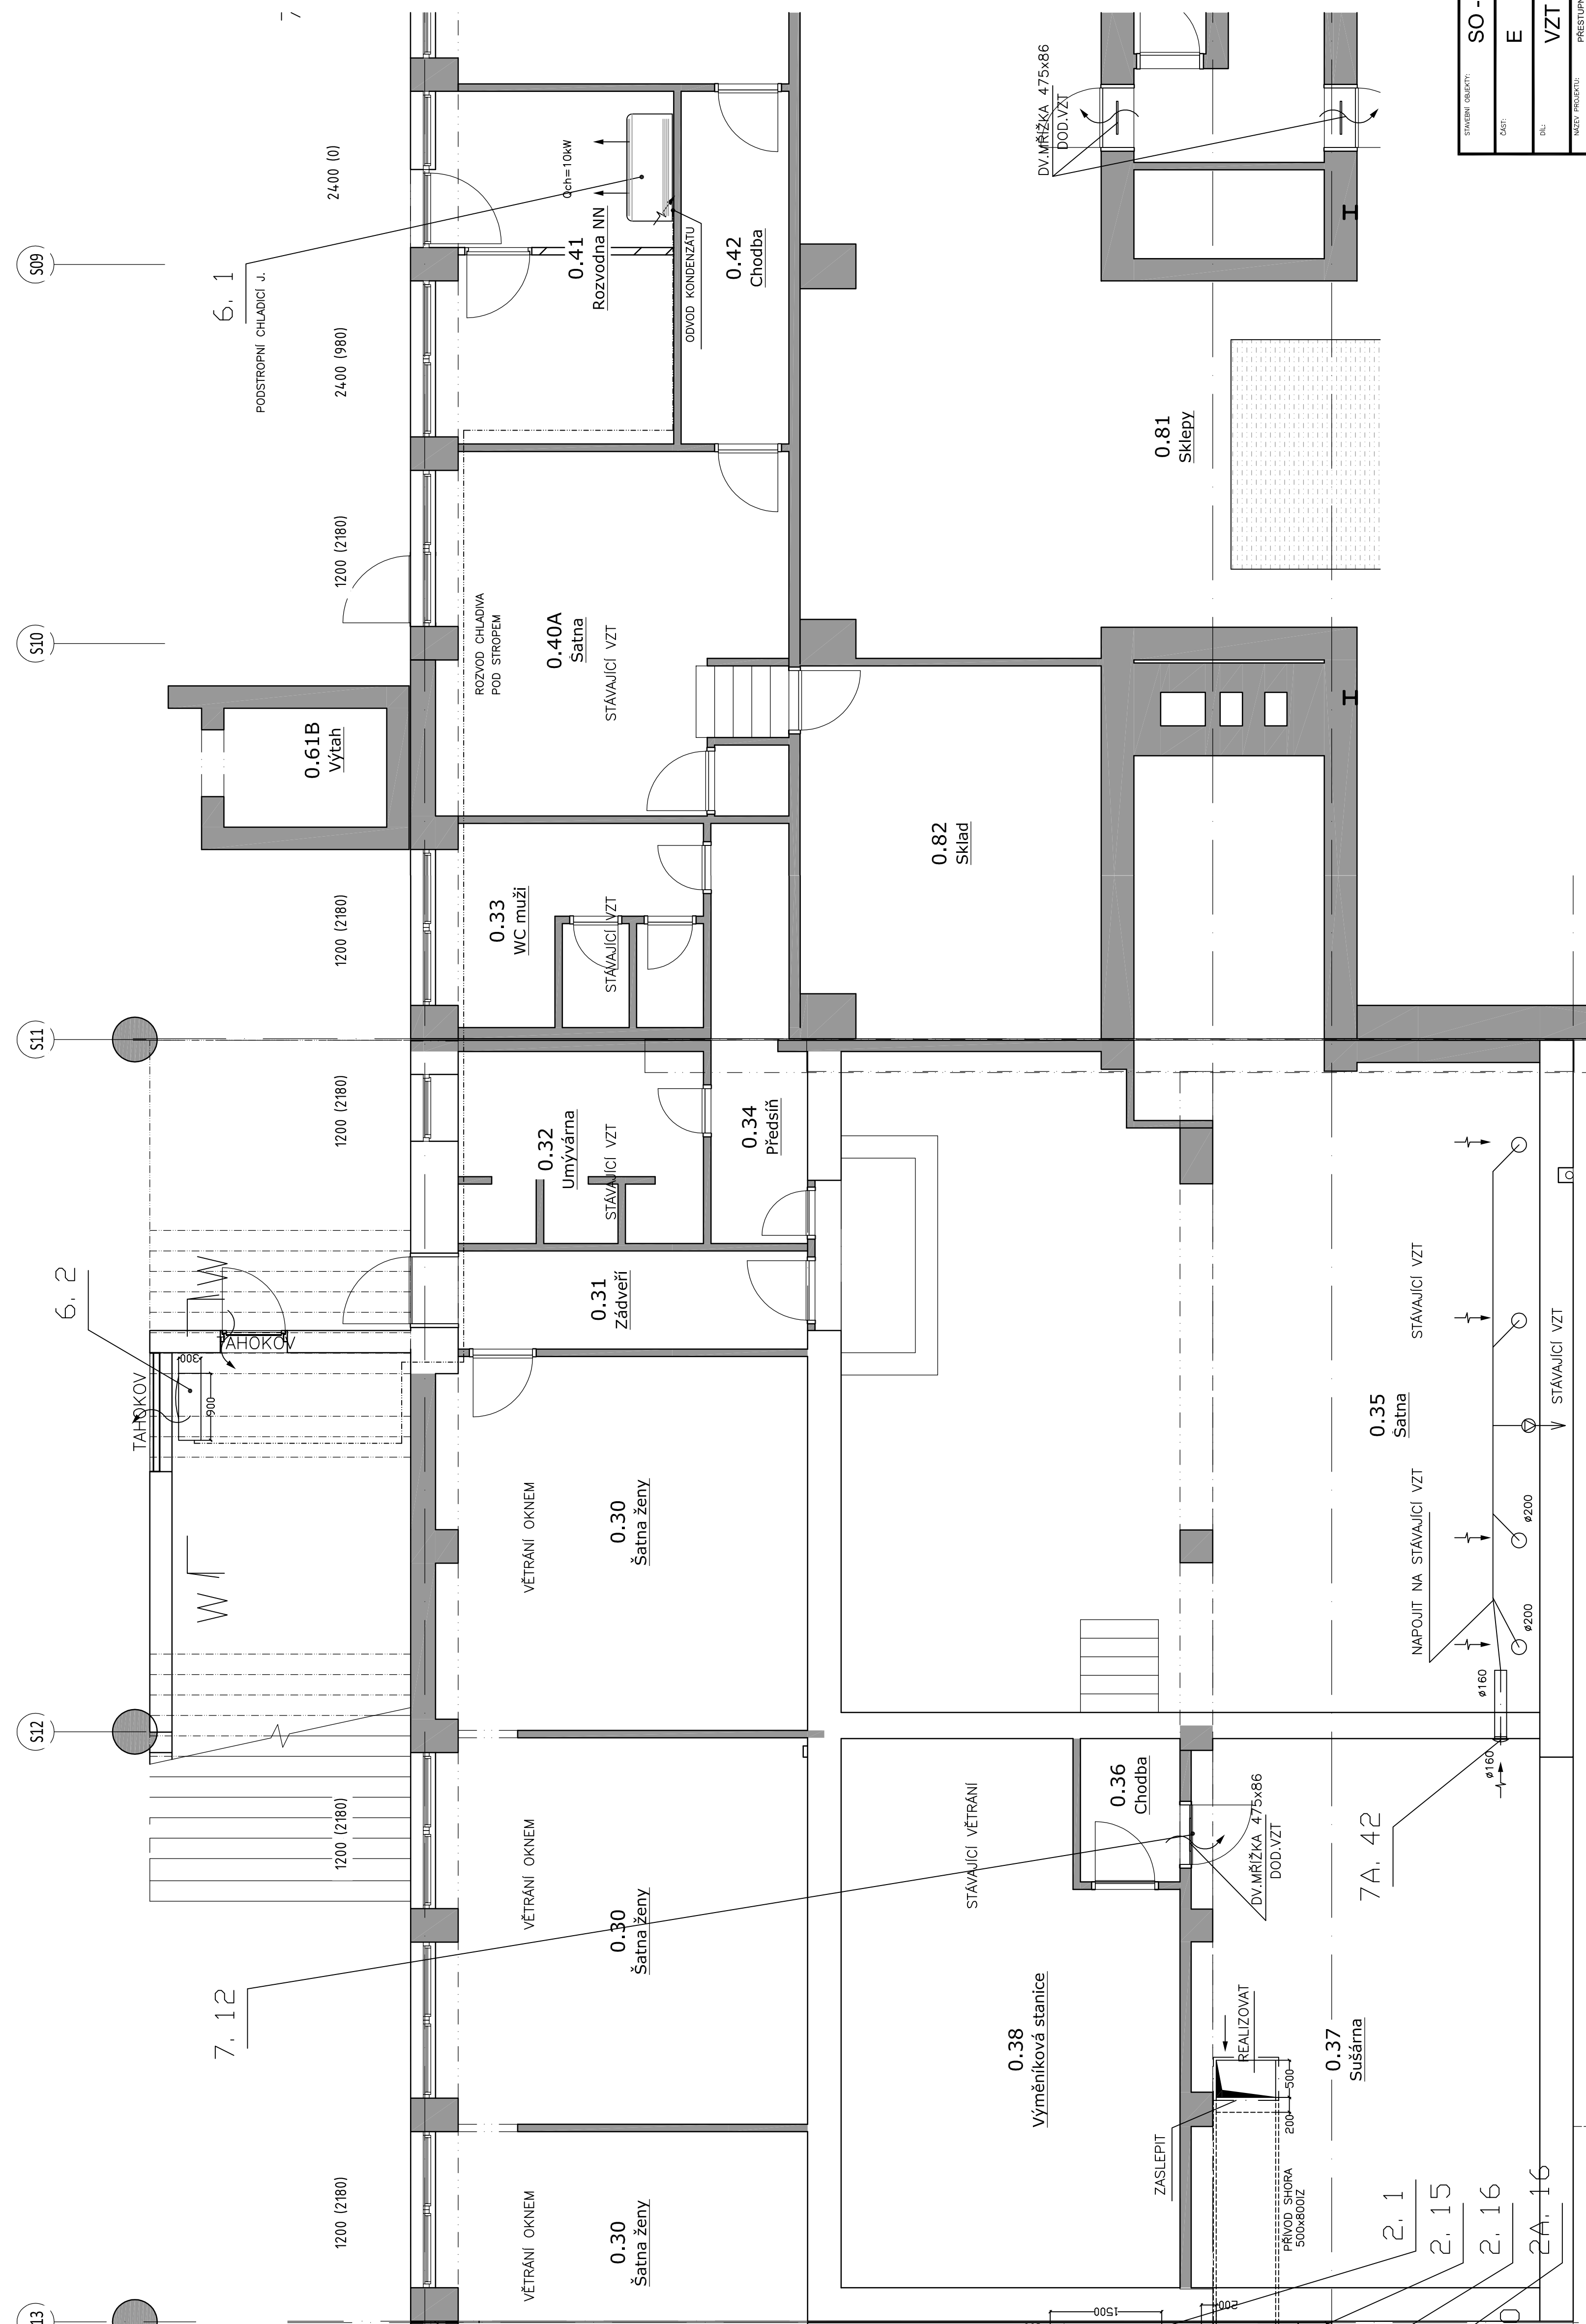 S09
S10
S11
S12
S13
STAVEBNÍ OBJEKTY:
SO -
ČÁST:
E
DÍL:
VZT
NÁZEV PROJEKTU:
2400 (0)
2400 (980)
1200 (2180)
1200 (2180)
1200 (2180)
1200 (2180)
1200 (2180)
6. 1
PODSTROPNÍ CHLADICÍ J.
Qch=10kW
0.41
Rozvodna NN
ODVOD KONDENZÁTU
0.42
Chodba
DV.MŘÍŽKA 475x86
DOD.VZT
0.81
Sklepy
ROZVOD CHLADIVA
POD STROPEM
0.40A
Šatna
STÁVAJÍCÍ VZT
0.61B
Výtah
0.33
WC muži
STÁVAJÍCÍ VZT
0.82
Sklad
0.32
Umývárna
STÁVAJÍCÍ VZT
0.34
Předsíň
6. 2
W
TAHOKOV
TAHOKOV
300
900
W
0.31
Zádveří
VĚTRÁNÍ OKNEM
0.30
Šatna ženy
0.35
Šatna
STÁVAJÍCÍ VZT
STÁVAJÍCÍ VZT
NAPOJIT NA STÁVAJÍCÍ VZT
ø200
ø200
ø160
ø160
7A. 42
7. 12
VĚTRÁNÍ OKNEM
0.30
Šatna ženy
STÁVAJÍCÍ VĚTRÁNÍ
0.36
Chodba
DV.MŘÍŽKA 475x86
DOD.VZT
0.38
Výměníková stanice
REALIZOVAT
0.37
Sušárna
500
200
ZASLEPIT
PŘÍVOD SHORA
500x800IZ
VĚTRÁNÍ OKNEM
0.30
Šatna ženy
2. 1
2. 15
2. 16
2A. 16
1500
200